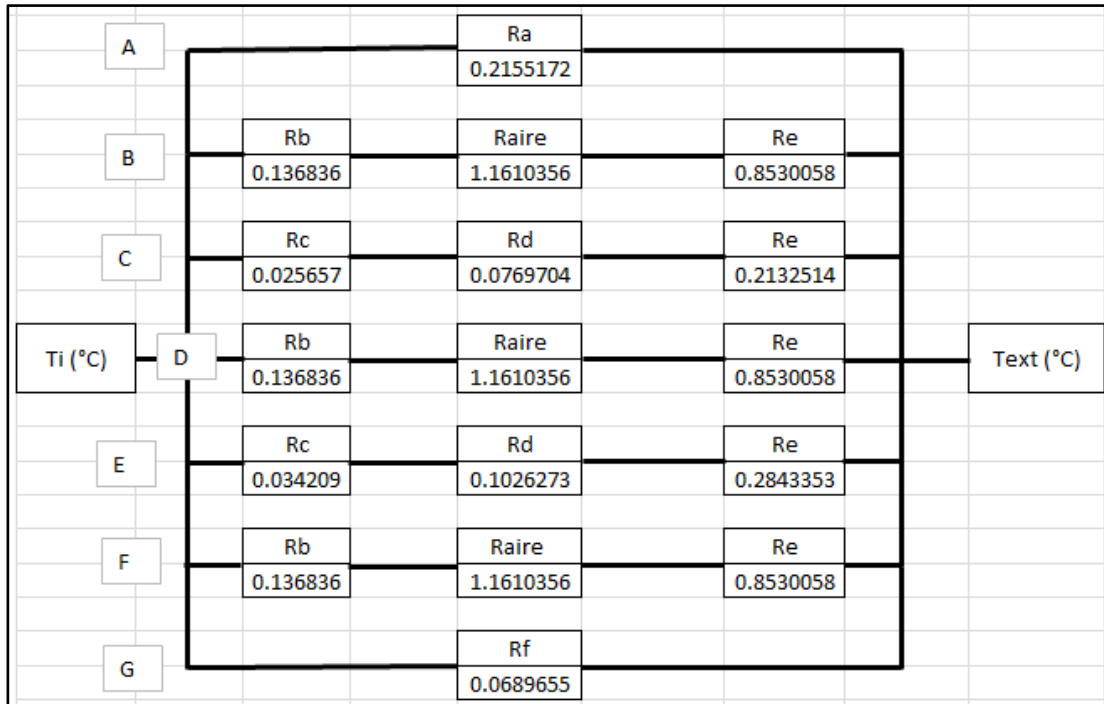 A
Ra
0.2155172
B
Rb Raire Re
0.136836 1.1610356 0.8530058
C
Rc Rd Re
0.025657 0.0769704 0.2132514
Ti (°C) D Rb Raire Re Text (°C)
0.136836 1.1610356 0.8530058
E
Rc Rd Re
0.034209 0.1026273 0.2843353
F
Rb Raire Re
0.136836 1.1610356 0.8530058
G
Rf
0.0689655